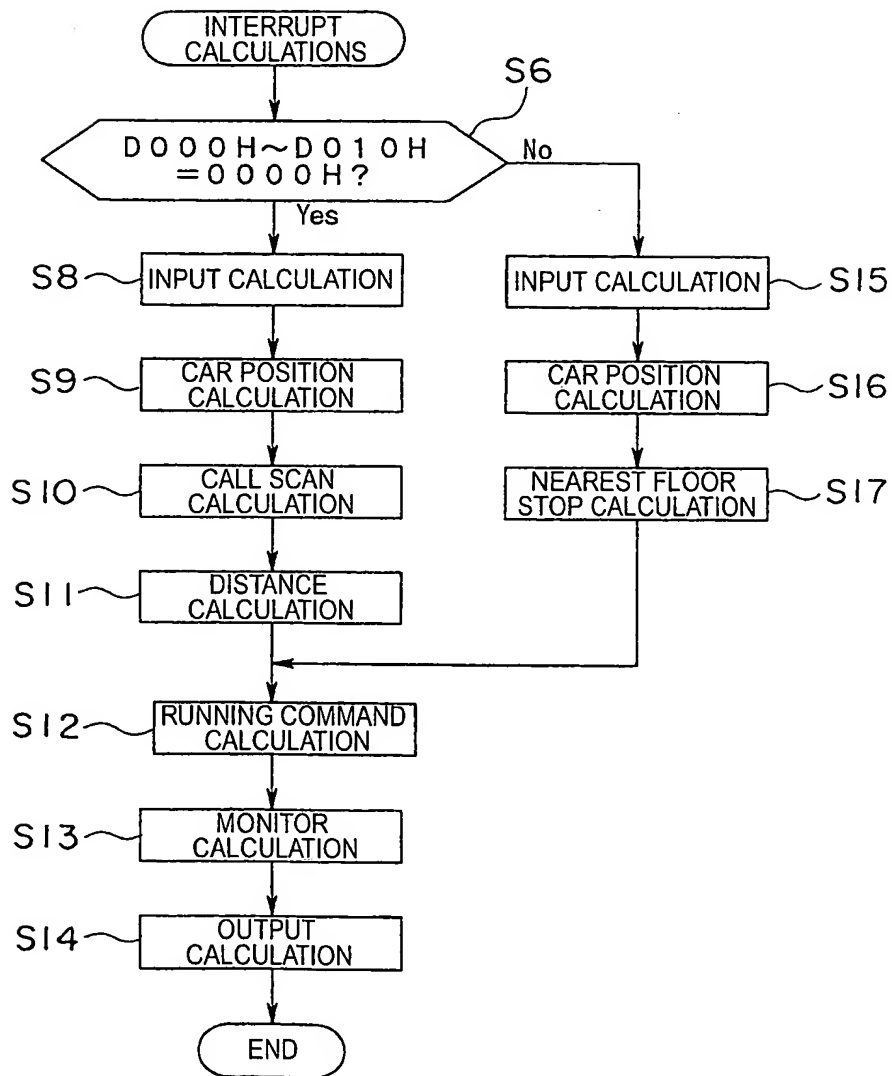 INTERRUPT
CALCULATIONS
S6
D000H~D010H
=0000H?
No
Yes
S8
INPUT CALCULATION
INPUT CALCULATION
S15
S9
CAR POSITION
CALCULATION
CAR POSITION
CALCULATION
S16
S10
CALL SCAN
CALCULATION
NEAREST FLOOR
STOP CALCULATION
S17
S11
DISTANCE
CALCULATION
S12
RUNNING COMMAND
CALCULATION
S13
MONITOR
CALCULATION
S14
OUTPUT
CALCULATION
END